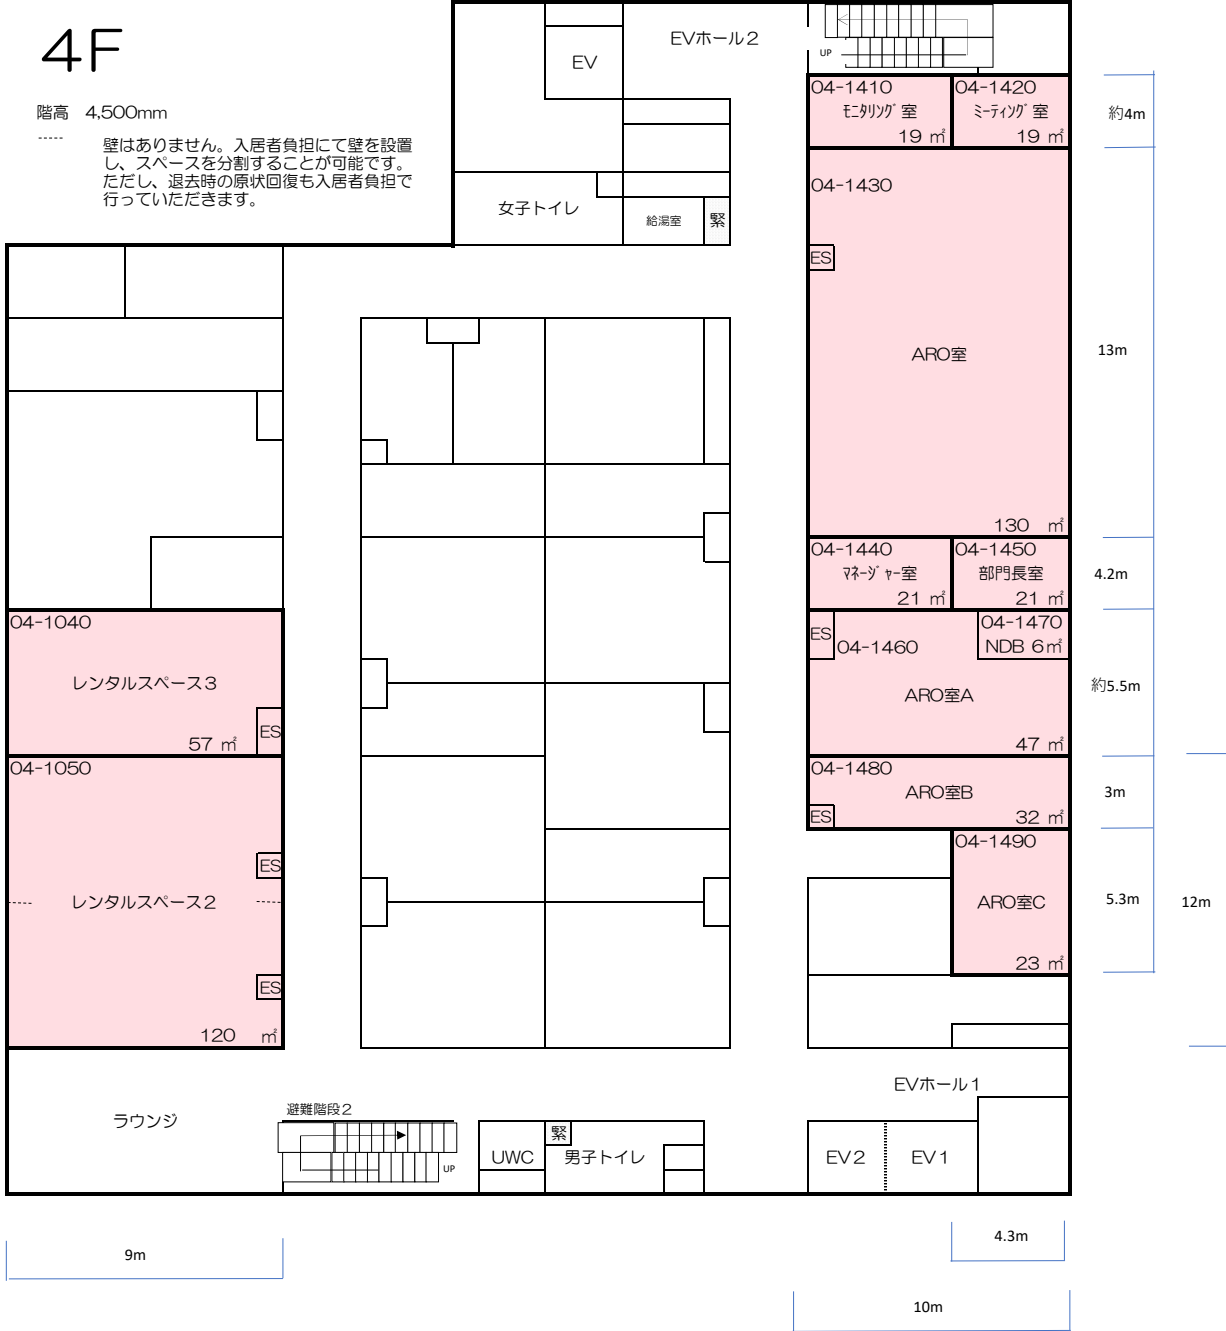 4F
階高 4,500mm
壁はありません。入居者負担にて壁を設置
し、スペースを分割することが可能です。
ただし、退去時の原状回復も入居者負担で
行っていただきます。
EV
EVホール2
UP
女子トイレ
給湯室
緊
04-1410
モニタリング室
19 ㎡
04-1420
ミーティング室
19 ㎡
約4m
04-1430
ES
ARO室
130 ㎡
13m
04-1440
マネージャー室
21 ㎡
04-1450
部門長室
21 ㎡
4.2m
ES
04-1460
04-1470
NDB 6㎡
ARO室A
47 ㎡
約5.5m
04-1480
ARO室B
ES
32 ㎡
3m
04-1490
ARO室C
23 ㎡
5.3m
12m
04-1040
レンタルスペース3
ES
57 ㎡
04-1050
ES
レンタルスペース2
ES
120 ㎡
EVホール1
ラウンジ
避難階段2
UP
UWC
緊
男子トイレ
EV2
EV1
9m
4.3m
10m